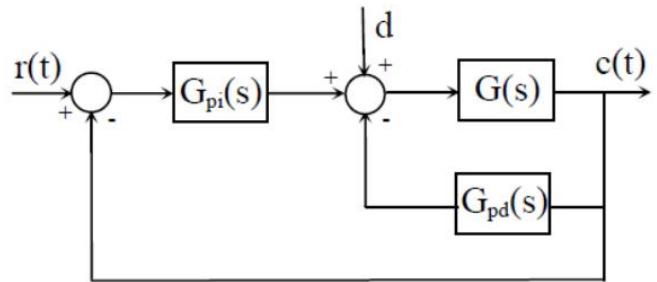 d
r(t)
+
-
G_pi(s)
+
+
-
G(s)
c(t)
G_pd(s)